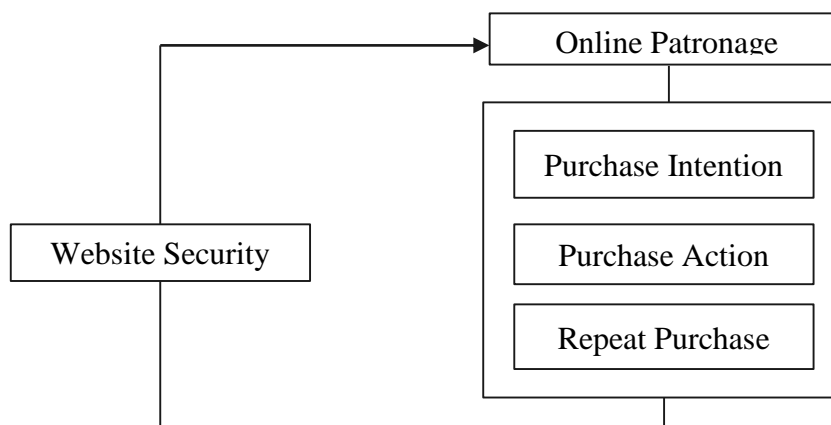 Online Patronage
Purchase Intention
Website Security
Purchase Action
Repeat Purchase